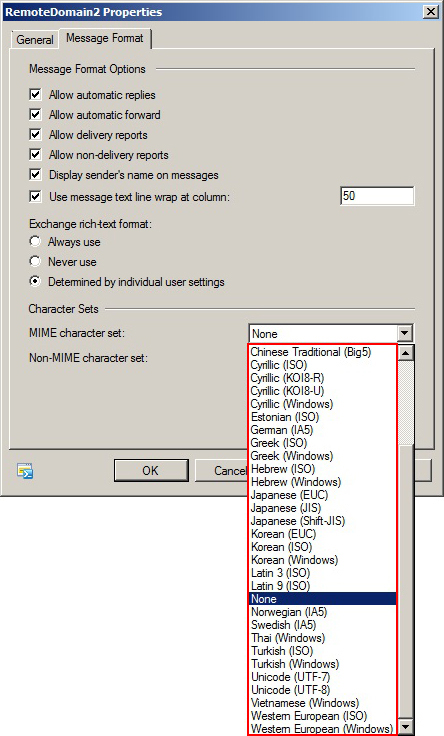 RemoteDomain2 Properties
General
Message Format
Message Format Options
Allow automatic replies
Allow automatic forward
Allow delivery reports
Allow non-delivery reports
Display sender's name on messages
Use message text line wrap at column: 50
Exchange rich-text format:
Always use
Never use
Determined by individual user settings
Character Sets
MIME character set: None
Non-MIME character set:
OK
Cancel
Chinese Traditional (Big5)
Cyrillic (ISO)
Cyrillic (KOI8-R)
Cyrillic (KOI8-U)
Cyrillic (Windows)
Estonian (ISO)
German (IA5)
Greek (ISO)
Greek (Windows)
Hebrew (ISO)
Hebrew (Windows)
Japanese (EUC)
Japanese (JIS)
Japanese (Shift-JIS)
Korean (EUC)
Korean (ISO)
Korean (Windows)
Latin 3 (ISO)
Latin 9 (ISO)
None
Norwegian (IA5)
Swedish (IA5)
Thai (Windows)
Turkish (ISO)
Turkish (Windows)
Unicode (UTF-7)
Unicode (UTF-8)
Vietnamese (Windows)
Western European (ISO)
Western European (Windows)